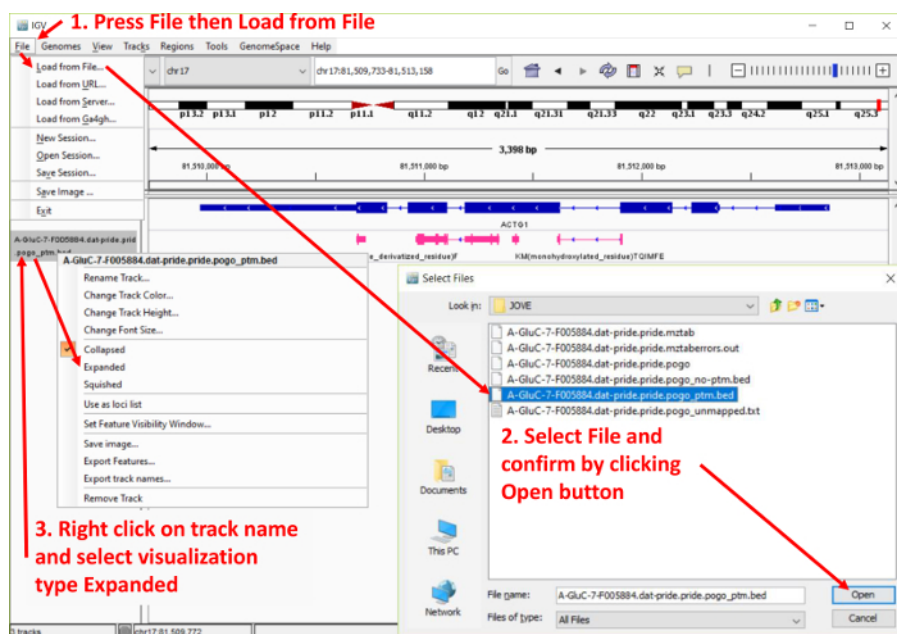 IGV
1. Press File then Load from File
File Genomes View Tracks Regions Tools GenomeSpace Help
chr17
chr17:81,509,733-81,513,158
Go
Load from File...
Load from URL...
Load from Server...
Load from Ga4gh...
New Session...
Open Session...
Save Session...
Save Image ...
Exit
p13.2 p13.1 p12 p11.2 p11.1 q11.2 q12 q21.1 q21.31 q21.33 q22 q23.1 q23.3 q24.2 q25.1 q25.3
3,398 bp
81,510,000 bp 81,511,000 bp 81,512,000 bp 81,513,000 bp
ACTG1
A-GluC-7-F005884.dat-pride.prid
.pogo_ptm.bed
e_derivatized_residue)F KM(monohydroxylated_residue)TQIMFE
A-GluC-7-F005884.dat-pride.pride.pogo_ptm.bed
Rename Track...
Change Track Color...
Change Track Height...
Change Font Size...
Collapsed
Expanded
Squished
Use as loci list
Set Feature Visibility Window...
Save image...
Export Features...
Export track names...
Remove Track
3. Right click on track name
and select visualization
type Expanded
Select Files
Look in: JOVE
A-GluC-7-F005884.dat-pride.pride.mztab
A-GluC-7-F005884.dat-pride.pride.mztaberrors.out
A-GluC-7-F005884.dat-pride.pride.pogo
A-GluC-7-F005884.dat-pride.pride.pogo_no-ptm.bed
A-GluC-7-F005884.dat-pride.pride.pogo_ptm.bed
A-GluC-7-F005884.dat-pride.pride.pogo_unmapped.txt
Desktop
Documents
This PC
Network
2. Select File and
confirm by clicking
Open button
File name: A-GluC-7-F005884.dat-pride.pride.pogo_ptm.bed Open
Files of type: All Files Cancel
chr17:81,509,772